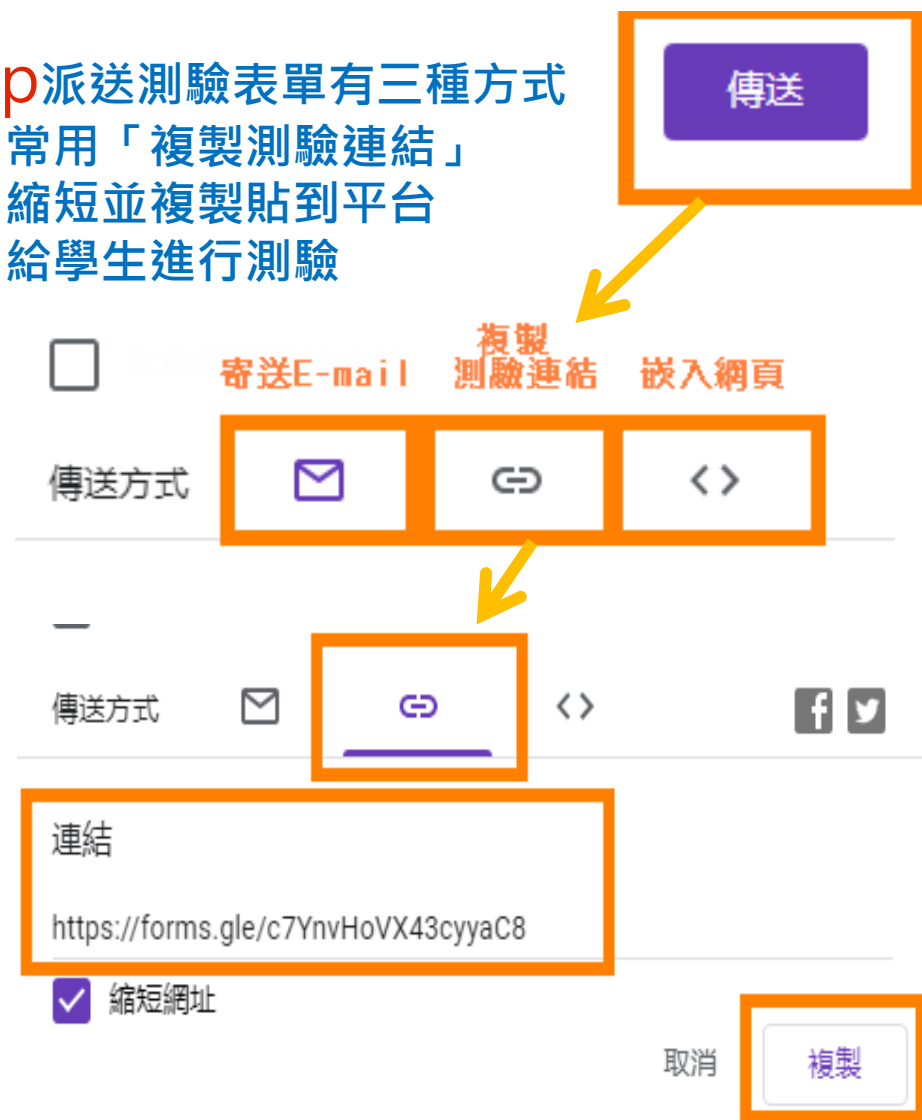 傳送
p派送測驗表單有三種方式
常用「複製測驗連結」
縮短並複製貼到平台
給學生進行測驗
寄送E-mail
複製
測驗連結
嵌入網頁
傳送方式
傳送方式
連結
https://forms.gle/c7YnvHoVX43cyyaC8
縮短網址
取消
複製